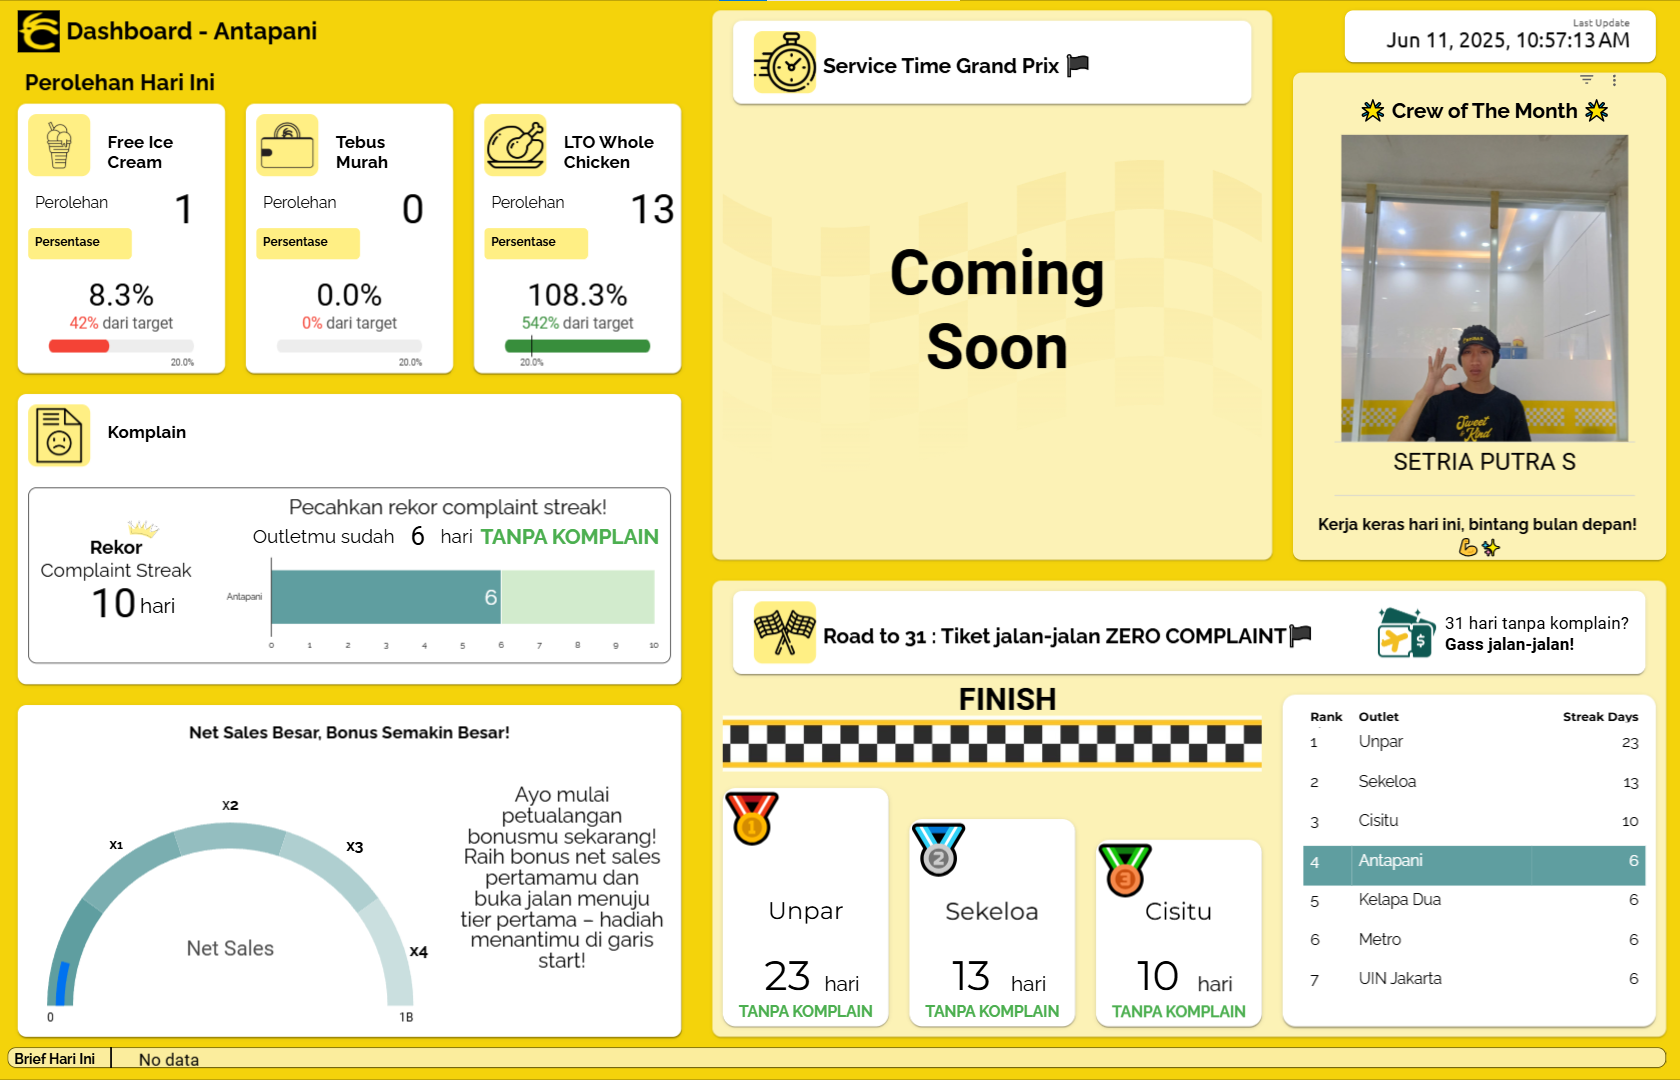 Dashboard - Antapani
Perolehan Hari Ini
Free Ice
Cream
Perolehan
1
Persentase
8.3%
42% dari target
20.0%
Tebus
Murah
Perolehan
0
Persentase
0.0%
0% dari target
20.0%
LTO Whole
Chicken
Perolehan
13
Persentase
108.3%
542% dari target
20.0%
Komplain
Rekor
Complaint Streak
10 hari
Pecahkan rekor complaint streak!
Outletmu sudah 6 hari TANPA KOMPLAIN
Antapani
6
0 1 2 3 4 5 6 7 8 9 10
Net Sales Besar, Bonus Semakin Besar!
x1
x2
x3
x4
Net Sales
0
1B
Ayo mulai
petualangan
bonusmu sekarang!
Raih bonus net sales
pertamamu dan
buka jalan menuju
tier pertama – hadiah
menantimu di garis
start!
Service Time Grand Prix
Coming
Soon
Last Update
Jun 11, 2025, 10:57:13 AM
Crew of The Month
Sweet
& Kind
SETRIA PUTRA S
Kerja keras hari ini, bintang bulan depan!
Road to 31 : Tiket jalan-jalan ZERO COMPLAINT
31 hari tanpa komplain?
Gass jalan-jalan!
FINISH
1
Unpar
23 hari
TANPA KOMPLAIN
2
Sekeloa
13 hari
TANPA KOMPLAIN
3
Cisitu
10 hari
TANPA KOMPLAIN
Rank Outlet Streak Days
1 Unpar 23
2 Sekeloa 13
3 Cisitu 10
4 Antapani 6
5 Kelapa Dua 6
6 Metro 6
7 UIN Jakarta 6
Brief Hari Ini
No data